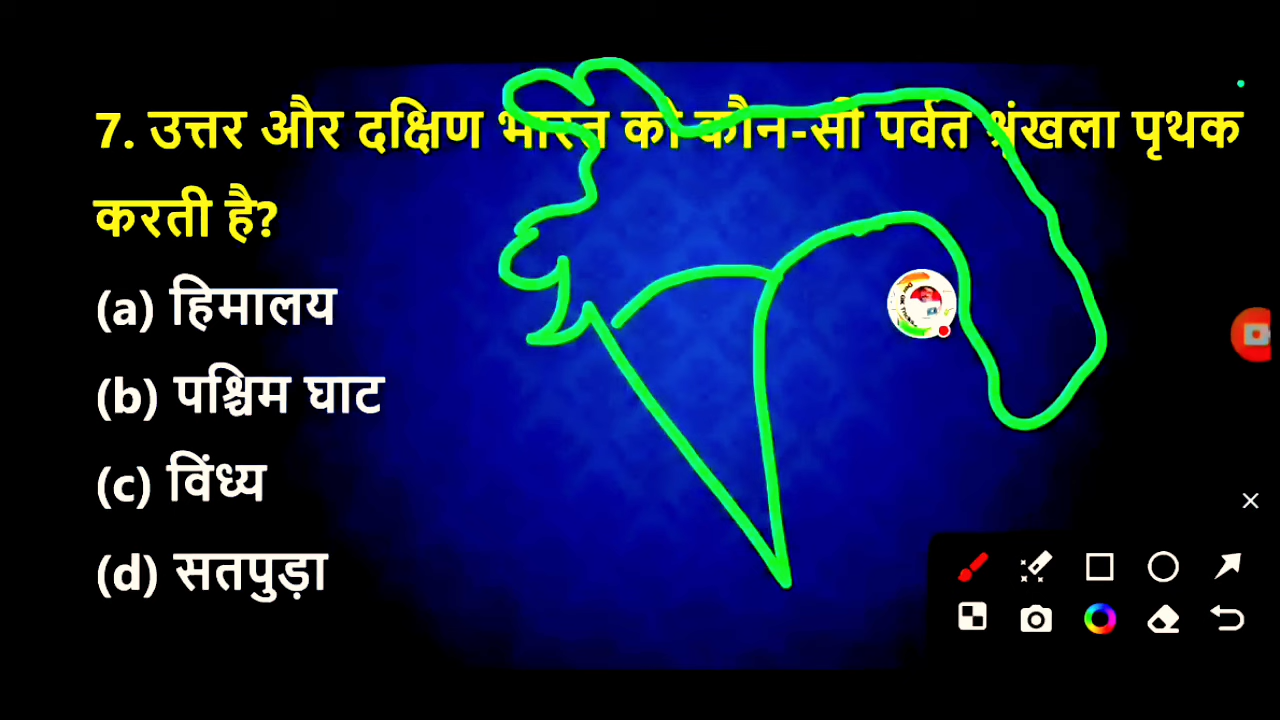 7. उत्तर और दक्षिण भारत को कौन-सी पर्वत श्रृंखला पृथक
करती है?
(a) हिमालय
(b) पश्चिम घाट
(c) विंध्य
(d) सतपुड़ा